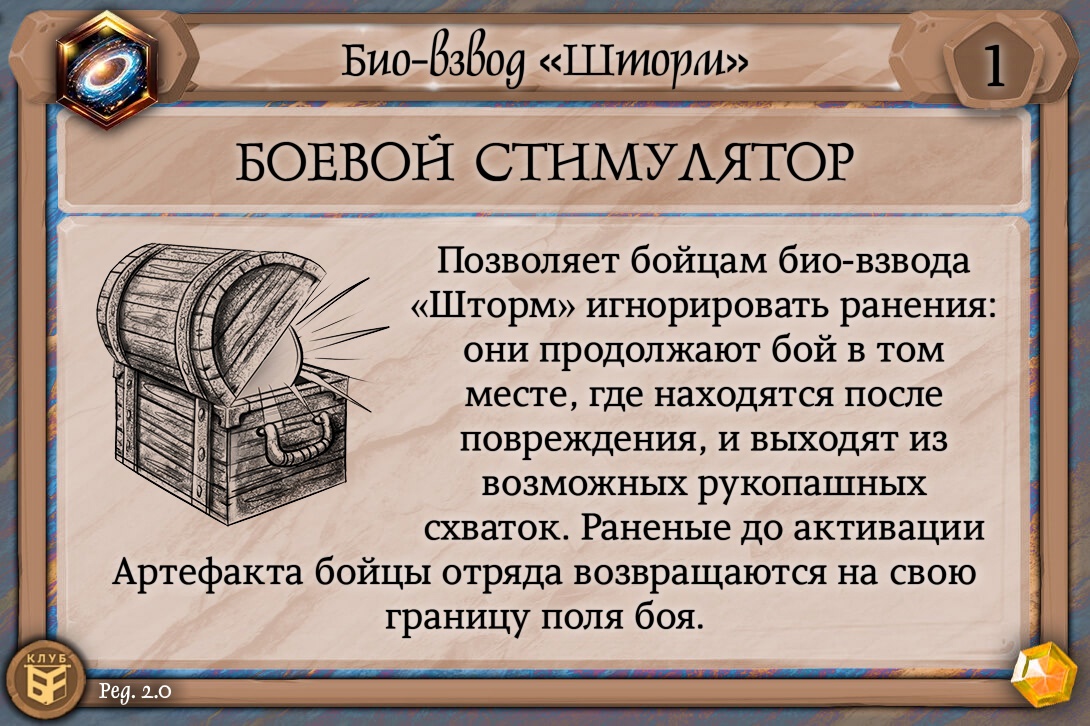 Био-взвод «Шторм»
1
БОЕВОЙ СТИМУЛЯТОР
Позволяет бойцам био-взвода
«Шторм» игнорировать ранения:
они продолжают бой в том
месте, где находятся после
повреждения, и выходят из
возможных рукопашных
схваток. Раненые до активации
Артефакта бойцы отряда возвращаются на свою
границу поля боя.
КЛУБ
Ред. 2.0